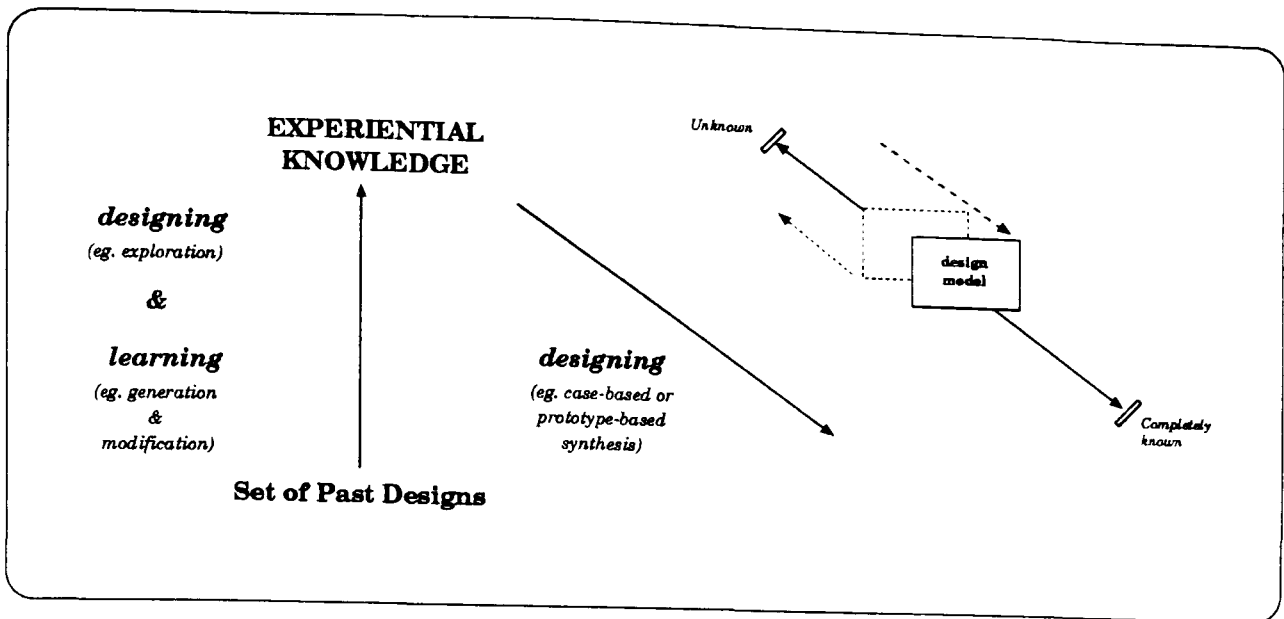 EXPERIENTIAL
KNOWLEDGE
designing
(eg. exploration)
&
learning
(eg. generation
&
modification)
Set of Past Designs
designing
(eg. case-based or
prototype-based
synthesis)
Unknown
design
model
Completely
known